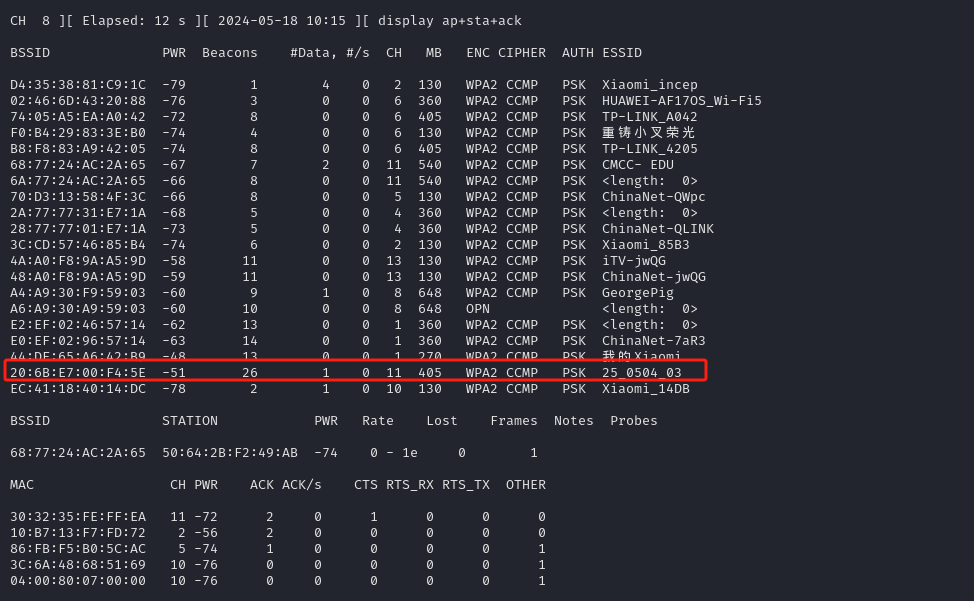 CH  8 ][ Elapsed: 12 s ][ 2024-05-18 10:15 ][ display ap+sta+ack
BSSID              PWR  Beacons    #Data, #/s  CH   MB   ENC CIPHER  AUTH ESSID
D4:35:38:81:C9:1C  -79        1        4    0   2  130   WPA2 CCMP   PSK  Xiaomi_incep
02:46:6D:43:20:88  -76        3        0    0   6  360   WPA2 CCMP   PSK  HUAWEI-AF17OS_Wi-Fi5
74:05:A5:EA:A0:42  -72        8        0    0   6  405   WPA2 CCMP   PSK  TP-LINK_A042
F0:B4:29:83:3E:B0  -74        4        0    0   6  130   WPA2 CCMP   PSK  重铸小叉荣光
B8:F8:83:A9:42:05  -74        8        0    0   6  405   WPA2 CCMP   PSK  TP-LINK_4205
68:77:24:AC:2A:65  -67        7        2    0  11  540   WPA2 CCMP   PSK  CMCC- EDU
6A:77:24:AC:2A:65  -66        8        0    0  11  540   WPA2 CCMP   PSK  <length:  0>
70:D3:13:58:4F:3C  -66        8        0    0   5  130   WPA2 CCMP   PSK  ChinaNet-QWpc
2A:77:77:31:E7:1A  -68        5        0    0   4  360   WPA2 CCMP   PSK  <length:  0>
28:77:77:01:E7:1A  -73        5        0    0   4  360   WPA2 CCMP   PSK  ChinaNet-QLINK
3C:CD:57:46:85:B4  -74        6        0    0   2  130   WPA2 CCMP   PSK  Xiaomi_85B3
4A:A0:F8:9A:A5:9D  -58       11        0    0  13  130   WPA2 CCMP   PSK  iTV-jwQG
48:A0:F8:9A:A5:9D  -59       11        0    0  13  130   WPA2 CCMP   PSK  ChinaNet-jwQG
A4:A9:30:F9:59:03  -60        9        1    0   8  648   WPA2 CCMP   PSK  GeorgePig
A6:A9:30:A9:59:03  -60       10        0    0   8  648   OPN              <length:  0>
E2:EF:02:46:57:14  -62       13        0    0   1  360   WPA2 CCMP   PSK  <length:  0>
E0:EF:02:96:57:14  -63       14        0    0   1  360   WPA2 CCMP   PSK  ChinaNet-7aR3
44:DF:65:A6:42:B9  -48       13        0    0   1  270   WPA2 CCMP   PSK  我的Xiaomi
20:6B:E7:00:F4:5E  -51       26        1    0  11  405   WPA2 CCMP   PSK  25_0504_03
EC:41:18:40:14:DC  -78        2        1    0  10  130   WPA2 CCMP   PSK  Xiaomi_14DB
BSSID              STATION            PWR   Rate    Lost    Frames  Notes  Probes
68:77:24:AC:2A:65  50:64:2B:F2:49:AB  -74    0 - 1e     0        1
MAC                CH PWR    ACK ACK/s    CTS RTS_RX RTS_TX  OTHER
30:32:35:FE:FF:EA  11 -72      2     0      1      0      0      0
10:B7:13:F7:FD:72   2 -56      2     0      0      0      0      0
86:FB:F5:B0:5C:AC   5 -74      1     0      0      0      0      1
3C:6A:48:68:51:69  10 -76      0     0      0      0      0      1
04:00:80:07:00:00  10 -76      0     0      0      0      0      1